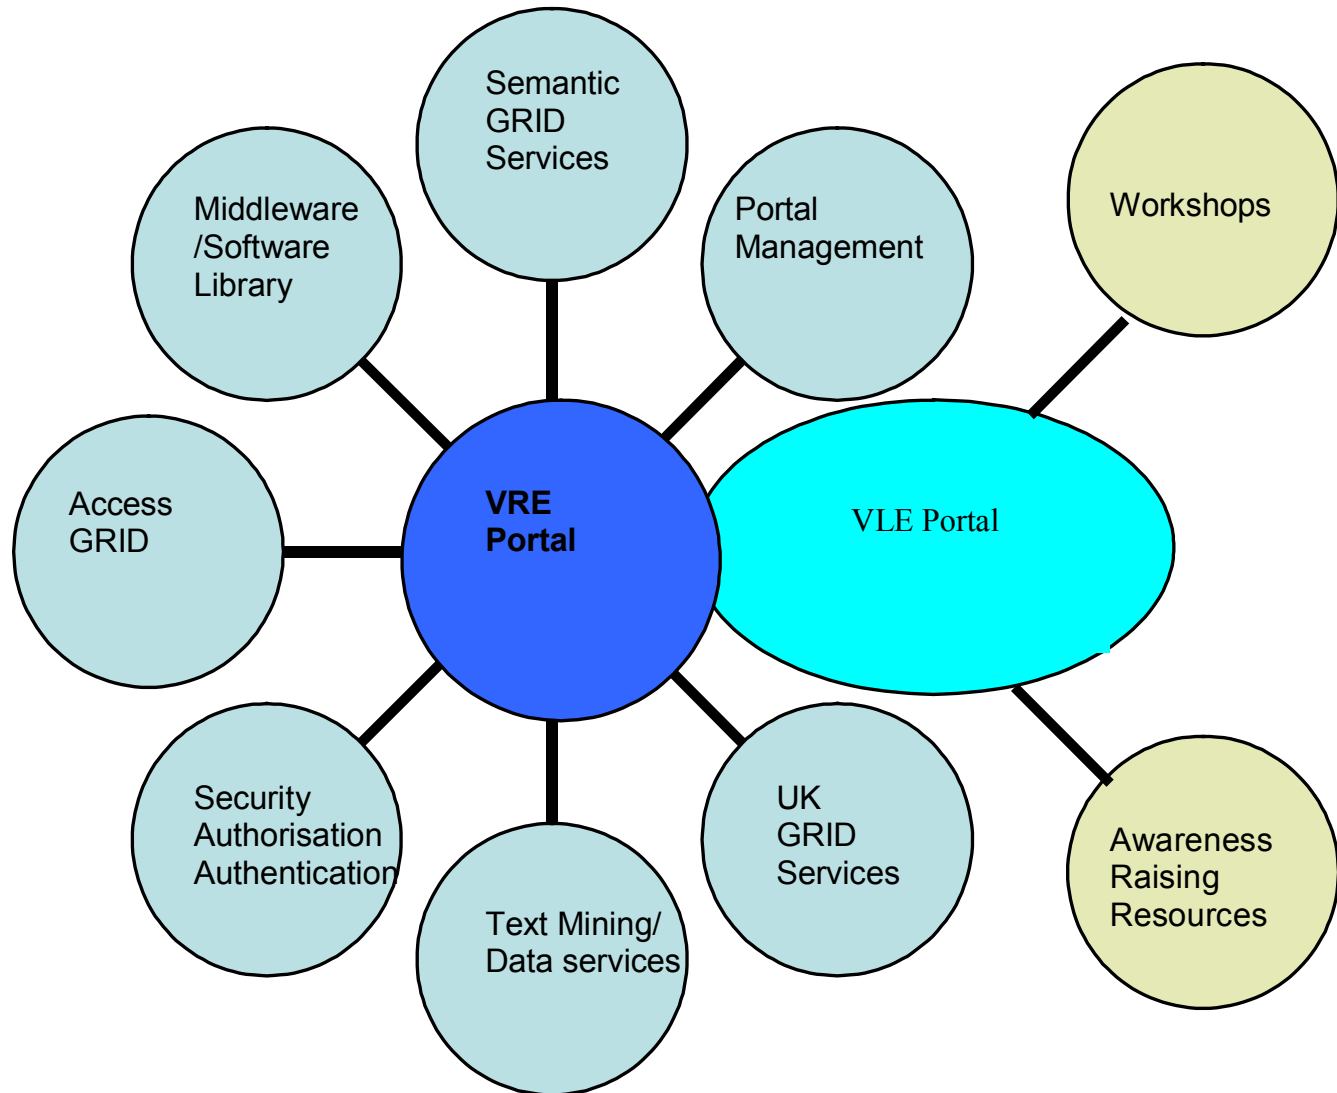 Semantic
GRID
Services
Middleware
/Software
Library
Portal
Management
Workshops
Access
GRID
VRE
Portal
VLE Portal
Security
Authorisation
Authentication
Text Mining/
Data services
UK
GRID
Services
Awareness
Raising
Resources